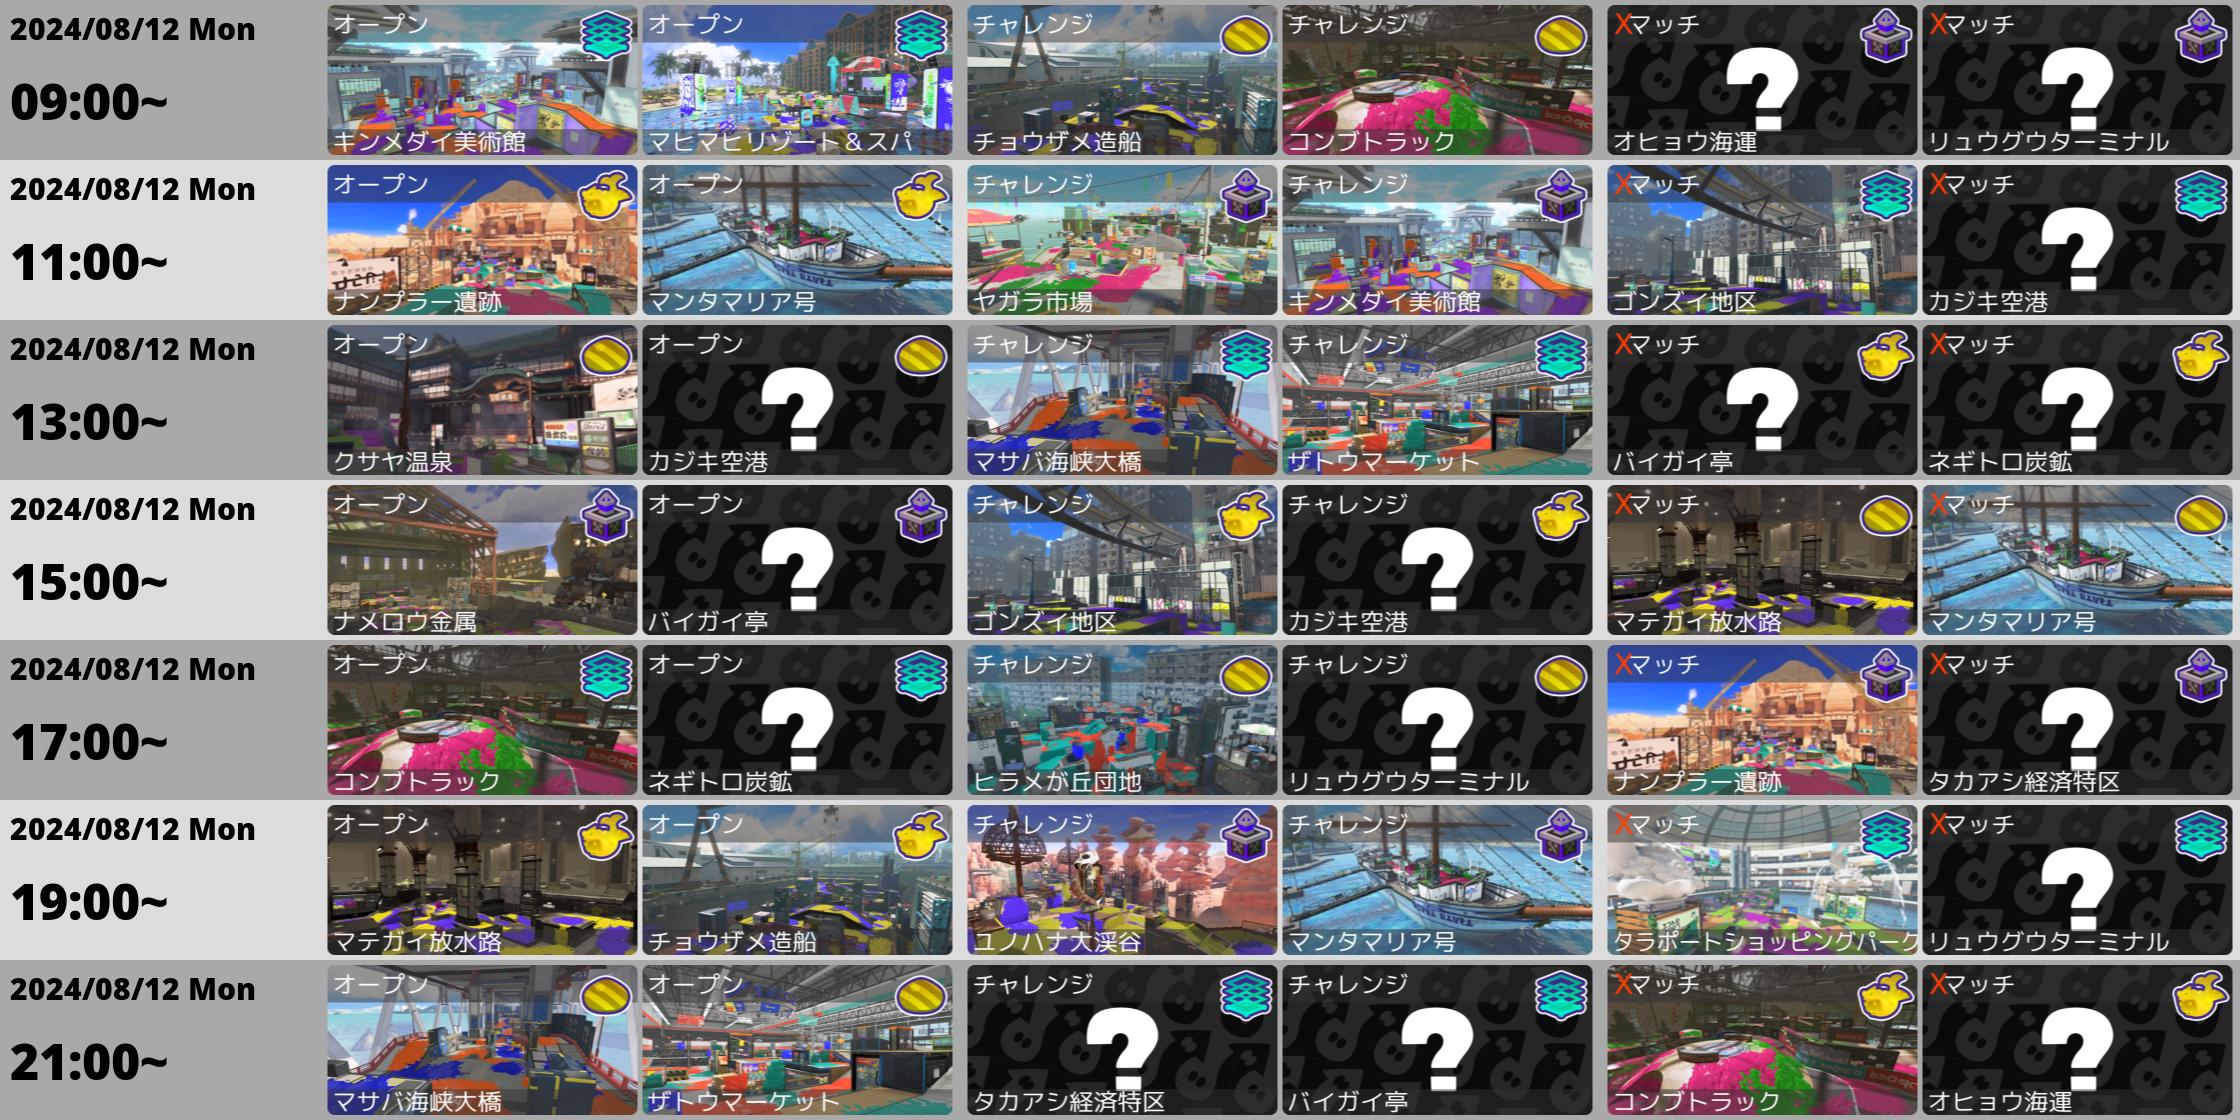 2024/08/12 Mon
09:00~
オープン
キンメダイ美術館
オープン
マヒマヒリゾート＆スパ
チャレンジ
チョウザメ造船
チャレンジ
コンブトラック
Xマッチ
オヒョウ海運
Xマッチ
リュウグウターミナル
2024/08/12 Mon
11:00~
オープン
ナンプラー遺跡
オープン
マンタマリア号
チャレンジ
ヤガラ市場
チャレンジ
キンメダイ美術館
Xマッチ
ゴンズイ地区
Xマッチ
カジキ空港
2024/08/12 Mon
13:00~
オープン
クサヤ温泉
オープン
カジキ空港
チャレンジ
マサバ海峡大橋
チャレンジ
ザトウマーケット
Xマッチ
バイガイ亭
Xマッチ
ネギトロ炭鉱
2024/08/12 Mon
15:00~
オープン
ナメロウ金属
オープン
バイガイ亭
チャレンジ
ゴンズイ地区
チャレンジ
カジキ空港
Xマッチ
マテガイ放水路
Xマッチ
マンタマリア号
2024/08/12 Mon
17:00~
オープン
コンブトラック
オープン
ネギトロ炭鉱
チャレンジ
ヒラメが丘団地
チャレンジ
リュウグウターミナル
Xマッチ
ナンプラー遺跡
Xマッチ
タカアシ経済特区
2024/08/12 Mon
19:00~
オープン
マテガイ放水路
オープン
チョウザメ造船
チャレンジ
ユノハナ大渓谷
チャレンジ
マンタマリア号
Xマッチ
タラポートショッピングパーク
Xマッチ
リュウグウターミナル
2024/08/12 Mon
21:00~
オープン
マサバ海峡大橋
オープン
ザトウマーケット
チャレンジ
タカアシ経済特区
チャレンジ
バイガイ亭
Xマッチ
コンブトラック
Xマッチ
オヒョウ海運